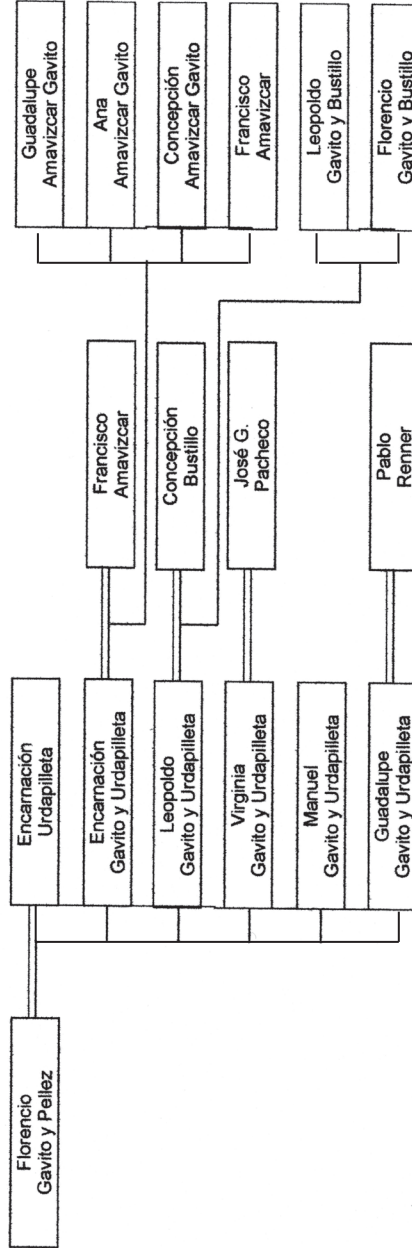 Florencio
Gavito y Pellez
Encarnación
Urdapilleta
Encarnación
Gavito y Urdapilleta
Leopoldo
Gavito y Urdapilleta
Virginia
Gavito y Urdapilleta
Manuel
Gavito y Urdapilleta
Guadalupe
Gavito y Urdapilleta
Francisco
Amavizcar
Concepción
Bustillo
José G.
Pacheco
Pablo
Renner
Guadalupe
Amavizcar Gavito
Ana
Amavizcar Gavito
Concepción
Amavizcar Gavito
Francisco
Amavizcar
Leopoldo
Gavito y Bustillo
Florencio
Gavito y Bustillo